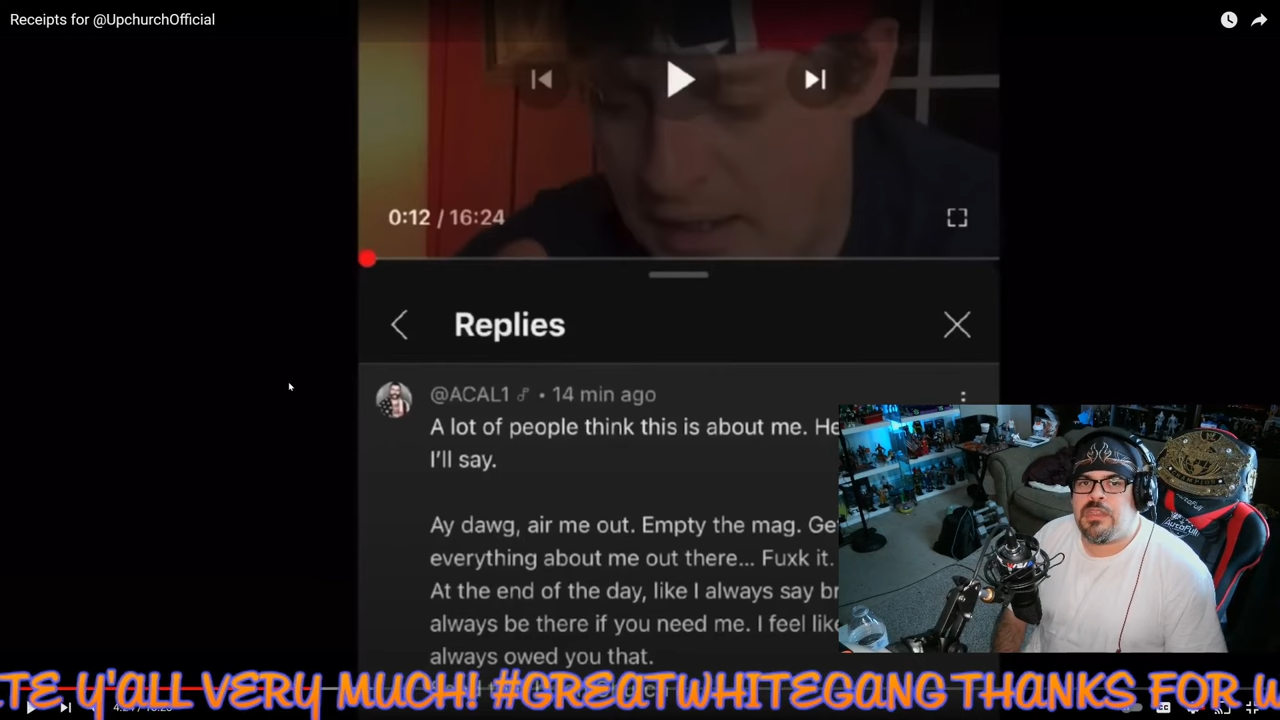 Receipts for @UpchurchOfficial
0:12 / 16:24
Replies
@ACAL1 • 14 min ago
A lot of people think this is about me. He
I'll say.
Ay dawg, air me out. Empty the mag. Ge
everything about me out there... Fuxk it.
At the end of the day, like I always say br
always be there if you need me. I feel like
always owed you that.
TE Y'ALL VERY MUCH! #GREATWHITEGANG THANKS FOR W